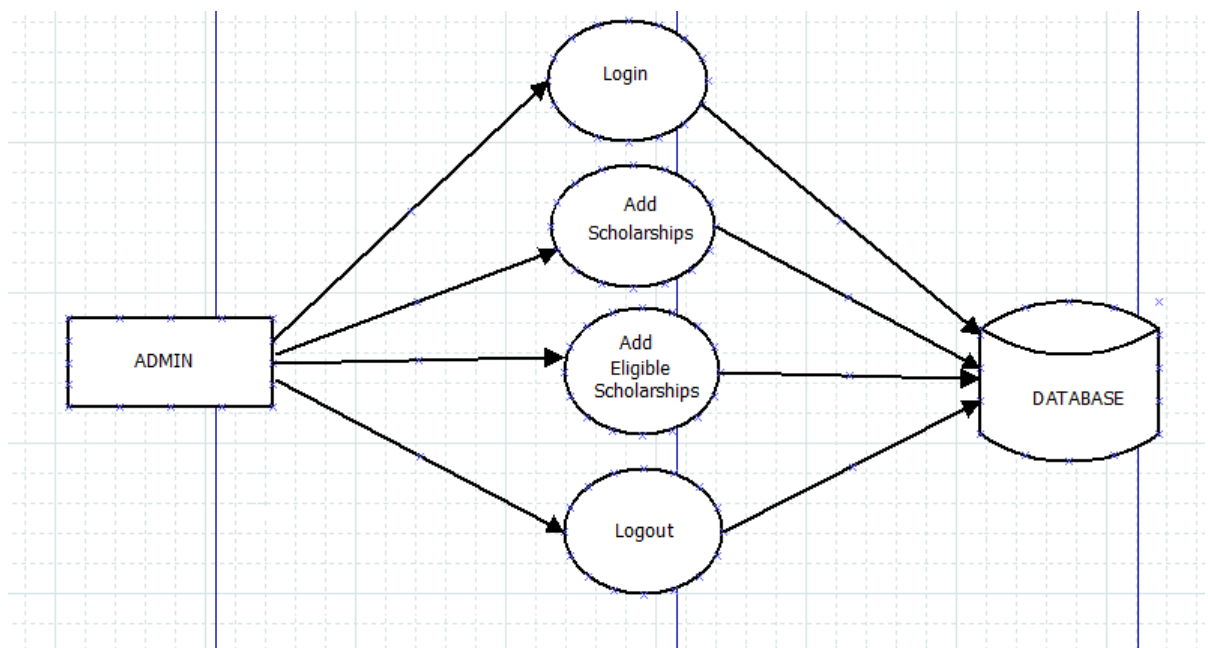 Login
Add
Scholarships
ADMIN
Add
Eligible
Scholarships
DATABASE
Logout